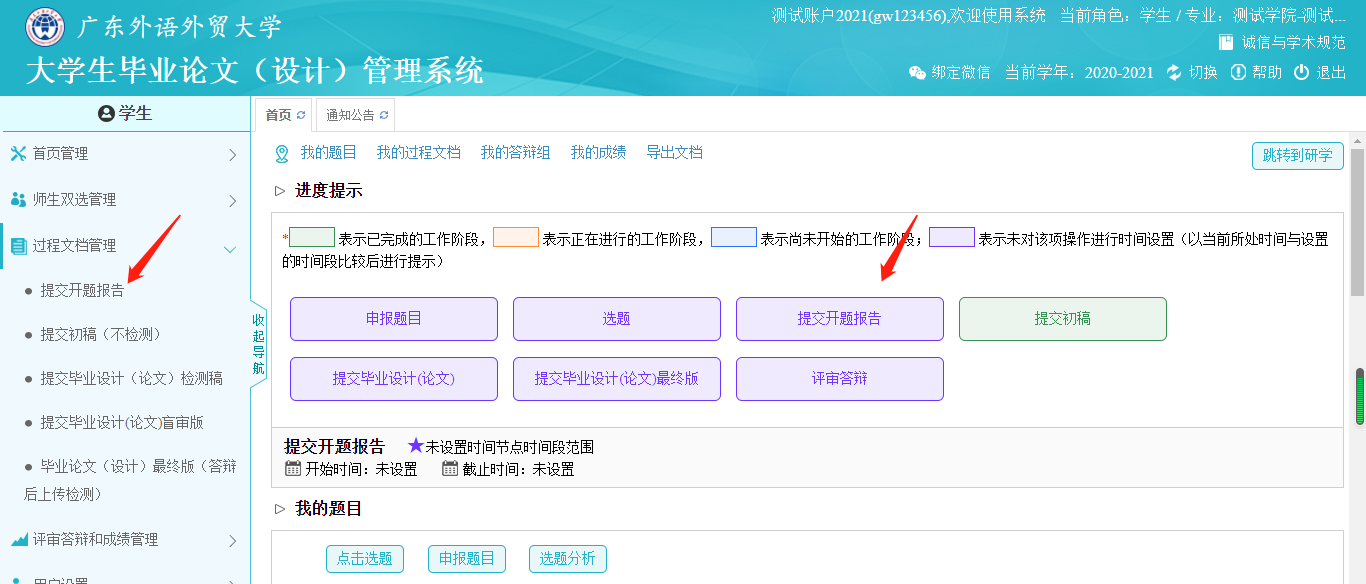 广东外语外贸大学
大学生毕业论文（设计）管理系统
测试账户2021(gw123456),欢迎使用系统 当前角色：学生 / 专业：测试学院-测试...
诚信与学术规范
绑定微信 当前学年：2020-2021 切换 帮助 退出
学生
首页管理
师生双选管理
过程文档管理
提交开题报告
提交初稿（不检测）
提交毕业设计（论文）检测稿
提交毕业设计(论文)盲审版
毕业论文（设计）最终版（答辩
后上传检测）
评审答辩和成绩管理
用户设置
收起导航
首页 通知公告
我的题目 我的过程文档 我的答辩组 我的成绩 导出文档
跳转到研学
进度提示
* 表示已完成的工作阶段， 表示正在进行的工作阶段， 表示尚未开始的工作阶段； 表示未对该项操作进行时间设置（以当前所处时间与设置
的时间段比较后进行提示）
申报题目 选题 提交开题报告 提交初稿
提交毕业设计(论文) 提交毕业设计(论文)最终版 评审答辩
提交开题报告 ★未设置时间节点时间段范围
开始时间：未设置 截止时间：未设置
我的题目
点击选题 申报题目 选题分析